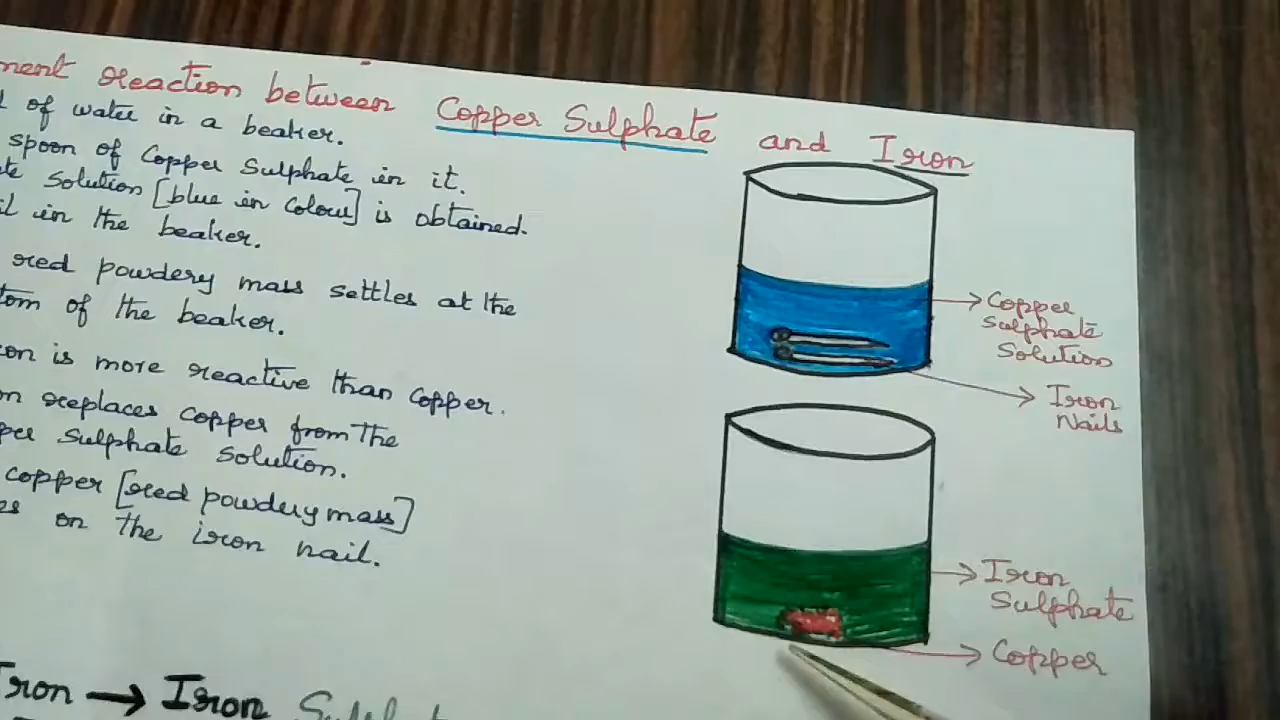 Reaction between Copper Sulphate and Iron
of water in a beaker.
spoon of Copper Sulphate in it.
Solution [blue in Colour] is obtained.
in the beaker.
red powdery mass settles at the
of the beaker.
is more reactive than Copper.
replaces copper from the
Sulphate solution.
copper [red powdery mass]
on the iron nail.
Iron → Iron
Copper
Sulphate
Solution
Iron
Nails
Iron
Sulphate
Copper